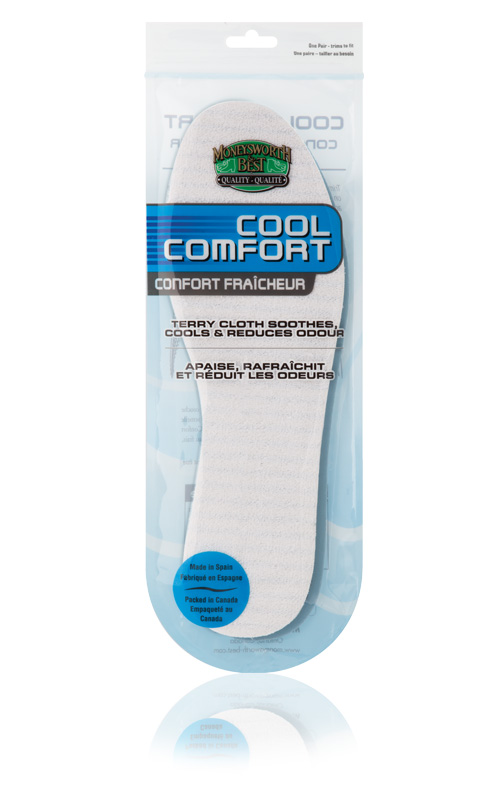 One Pair - trims to fit
Une paire - tailler au besoin
MONEYSWORTH
& BEST
QUALITY - QUALITÉ
COOL
COMFORT
CONFORT FRAÎCHEUR
TERRY CLOTH SOOTHES,
COOLS & REDUCES ODOUR
APAISE, RAFRAÎCHIT
ET RÉDUIT LES ODEURS
Made in Spain
Fabriqué en Espagne
Packed in Canada
Empaqueté au
Canada